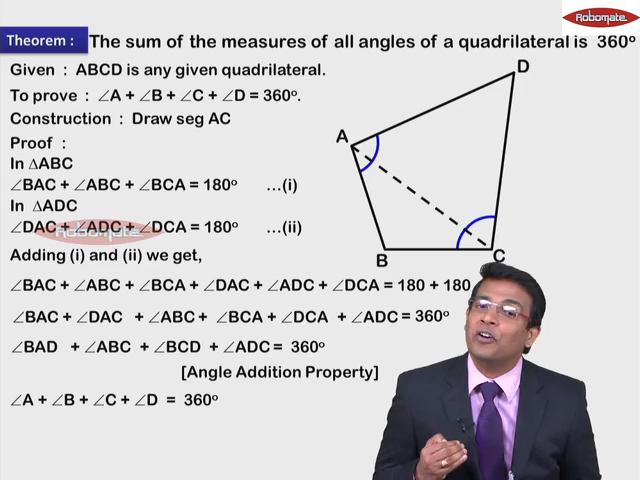 Robomate+
Theorem : The sum of the measures of all angles of a quadrilateral is 360°
Given : ABCD is any given quadrilateral.
To prove : ∠A + ∠B + ∠C + ∠D = 360°.
Construction : Draw seg AC
Proof :
In ΔABC
∠BAC + ∠ABC + ∠BCA = 180° ...(i)
In ΔADC
∠DAC + ∠ADC + ∠DCA = 180° ...(ii)
Robomate+
Adding (i) and (ii) we get,
∠BAC + ∠ABC + ∠BCA + ∠DAC + ∠ADC + ∠DCA = 180 + 180
∠BAC + ∠DAC + ∠ABC + ∠BCA + ∠DCA + ∠ADC = 360°
∠BAD + ∠ABC + ∠BCD + ∠ADC = 360°
[Angle Addition Property]
∠A + ∠B + ∠C + ∠D = 360°
D
A
B
C